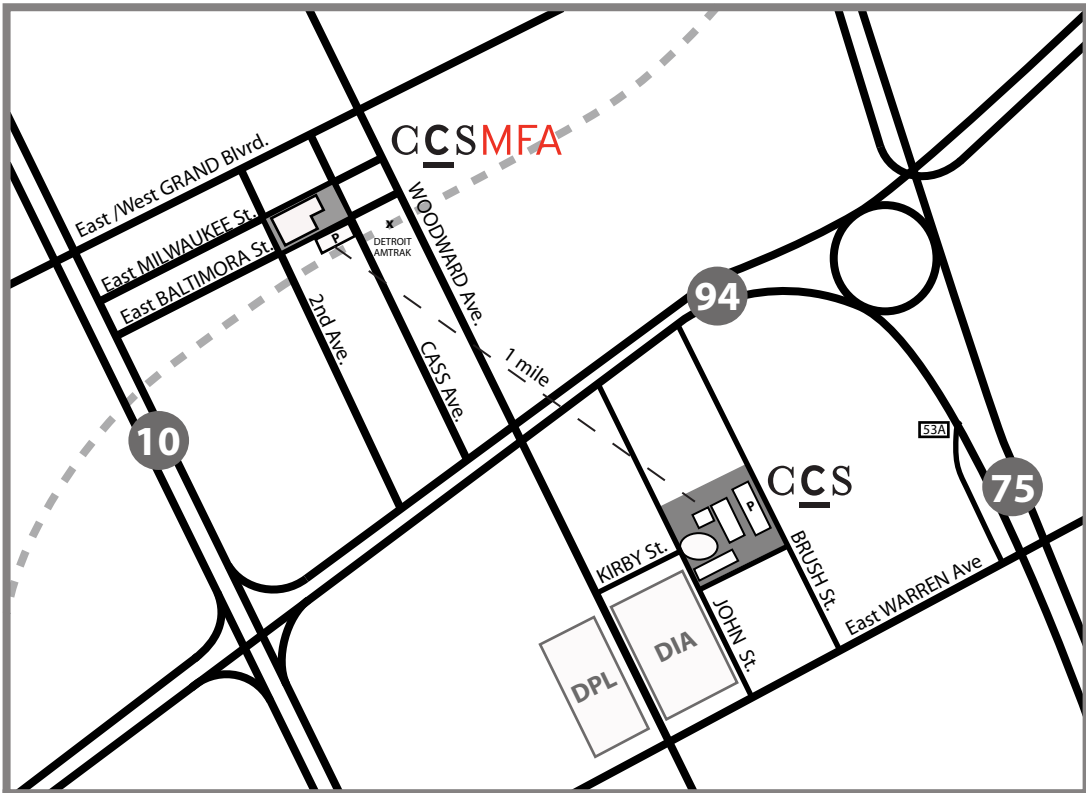 CCSMFA
East /West GRAND Blvrd.
East MILWAUKEE St.
East BALTIMORA St.
P
x
DETROIT
AMTRAK
WOODWARD Ave.
2nd Ave.
CASS Ave.
1 mile
94
10
53A
75
CCS
P
KIRBY St.
BRUSH St.
JOHN St.
East WARREN Ave
DIA
DPL